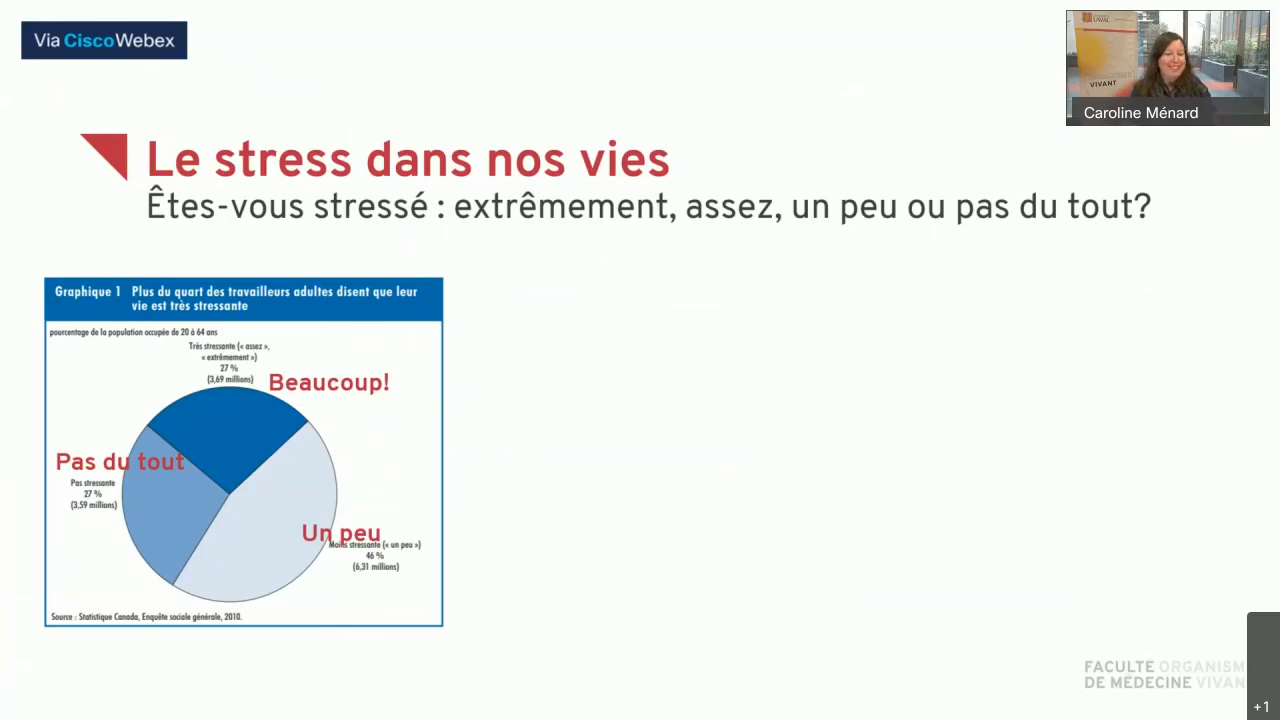 Via Cisco Webex
LAVAL
VIVANT
Caroline Ménard
Le stress dans nos vies
Êtes-vous stressé : extrêmement, assez, un peu ou pas du tout?
Graphique 1 Plus du quart des travailleurs adultes disent que leur
vie est très stressante
pourcentage de la population occupée de 20 à 64 ans
Très stressante (« assez »,
« extrêmement »)
27 %
(3,69 millions)
Beaucoup!
Pas du tout
Pas stressante
27 %
(3,59 millions)
Un peu
Moins stressante (« un peu »)
46 %
(6,31 millions)
Source : Statistique Canada, Enquête sociale générale, 2010.
FACULTÉ ORGANISM
DE MÉDECINE VIVAN
+1